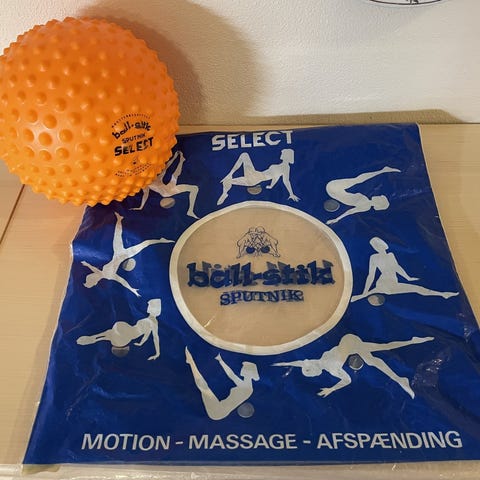 ball-stik
SPUTNIK
SELECT
SELECT
ball-stik
SPUTNIK
MOTION - MASSAGE - AFSPÆNDING